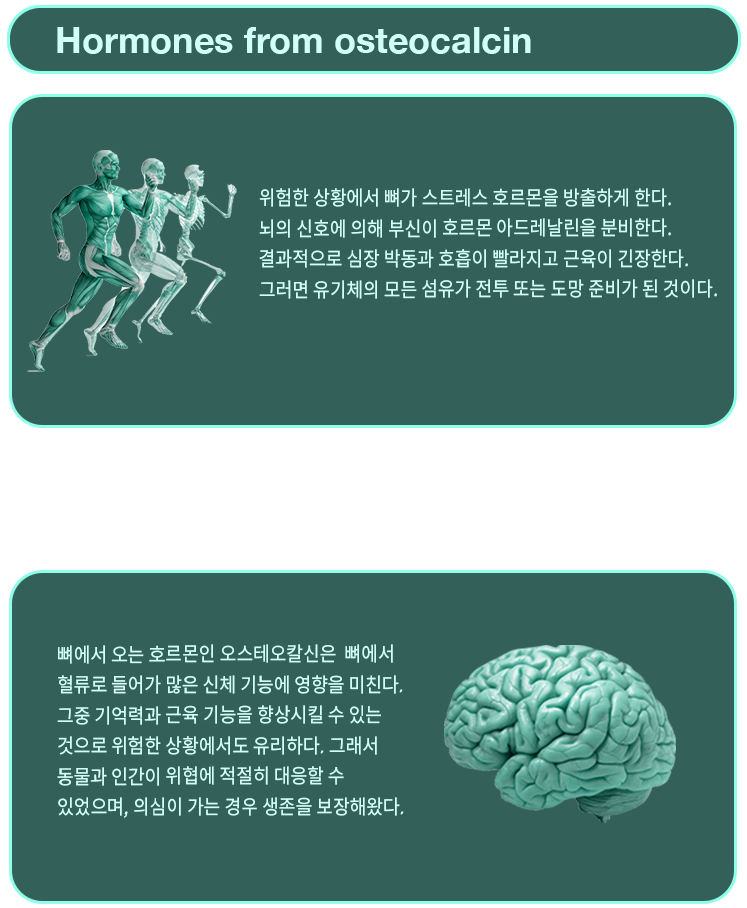 Hormones from osteocalcin
위험한 상황에서 뼈가 스트레스 호르몬을 방출하게 한다.
뇌의 신호에 의해 부신이 호르몬 아드레날린을 분비한다.
결과적으로 심장 박동과 호흡이 빨라지고 근육이 긴장한다.
그러면 유기체의 모든 섬유가 전투 또는 도망 준비가 된 것이다.
뼈에서 오는 호르몬인 오스테오칼신은 뼈에서
혈류로 들어가 많은 신체 기능에 영향을 미친다.
그중 기억력과 근육 기능을 향상시킬 수 있는
것으로 위험한 상황에서도 유리하다. 그래서
동물과 인간이 위협에 적절히 대응할 수
있었으며, 의심이 가는 경우 생존을 보장해왔다.